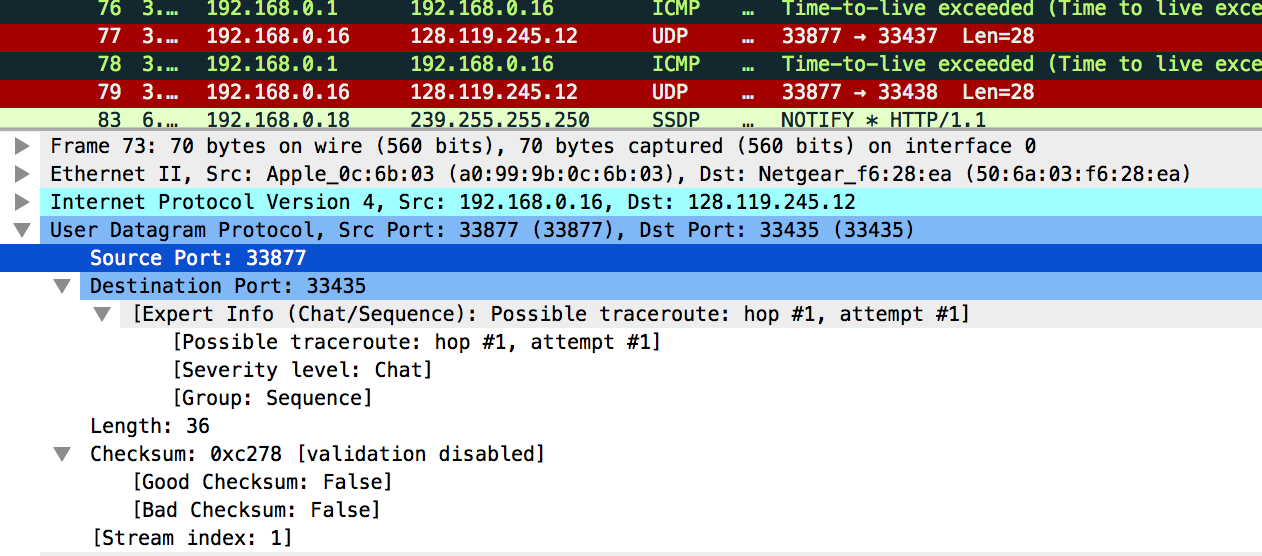 76 3.… 192.168.0.1 192.168.0.16 ICMP … Time-to-live exceeded (Time to live exce
77 3.… 192.168.0.16 128.119.245.12 UDP … 33877 → 33437 Len=28
78 3.… 192.168.0.1 192.168.0.16 ICMP … Time-to-live exceeded (Time to live exce
79 3.… 192.168.0.16 128.119.245.12 UDP … 33877 → 33438 Len=28
83 6.… 192.168.0.18 239.255.255.250 SSDP … NOTIFY * HTTP/1.1
Frame 73: 70 bytes on wire (560 bits), 70 bytes captured (560 bits) on interface 0
Ethernet II, Src: Apple_0c:6b:03 (a0:99:9b:0c:6b:03), Dst: Netgear_f6:28:ea (50:6a:03:f6:28:ea)
Internet Protocol Version 4, Src: 192.168.0.16, Dst: 128.119.245.12
User Datagram Protocol, Src Port: 33877 (33877), Dst Port: 33435 (33435)
Source Port: 33877
Destination Port: 33435
[Expert Info (Chat/Sequence): Possible traceroute: hop #1, attempt #1]
[Possible traceroute: hop #1, attempt #1]
[Severity level: Chat]
[Group: Sequence]
Length: 36
Checksum: 0xc278 [validation disabled]
[Good Checksum: False]
[Bad Checksum: False]
[Stream index: 1]